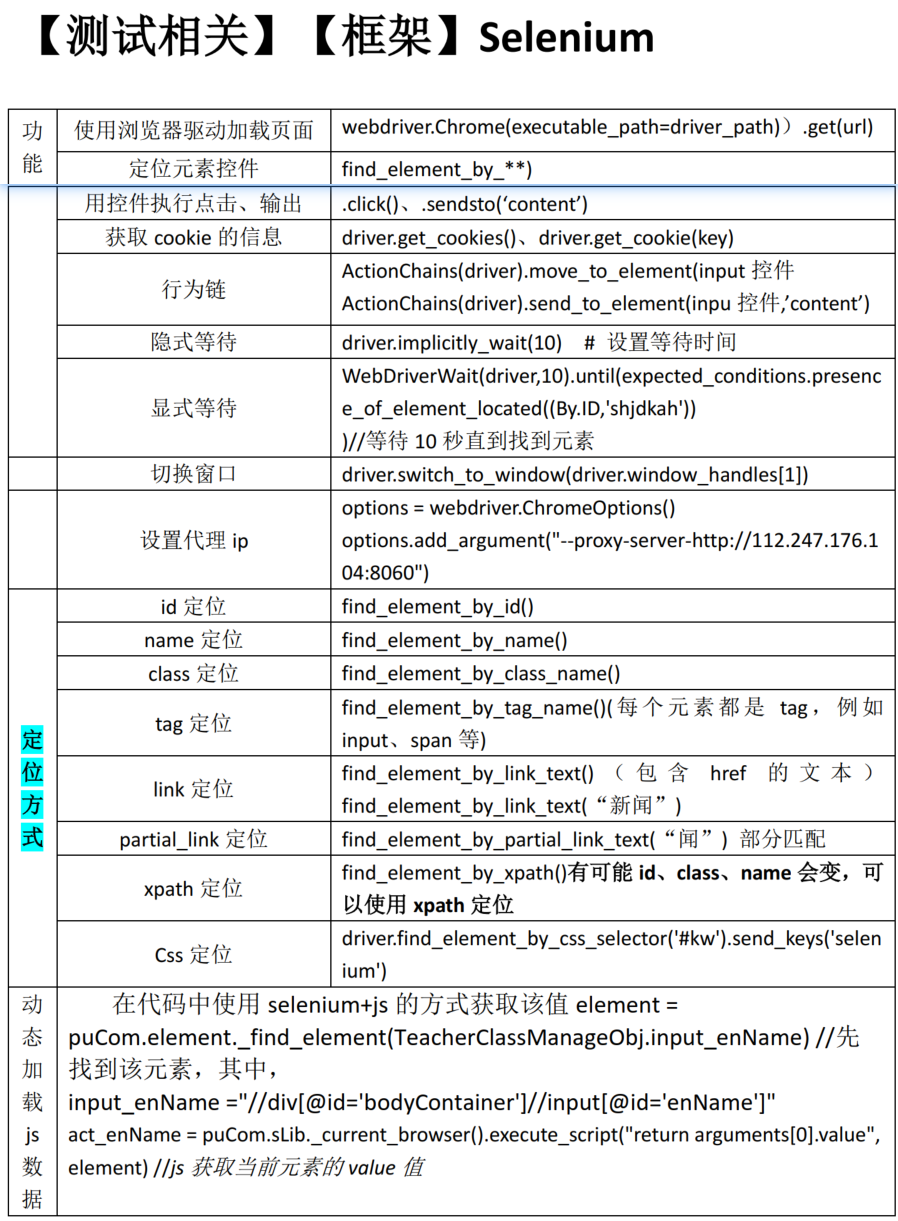 【测试相关】【框架】Selenium
功
能
使用浏览器驱动加载页面
webdriver.Chrome(executable_path=driver_path)）.get(url)
定位元素控件
find_element_by_**)
用控件执行点击、输出
.click()、.sendsto(‘content’)
获取 cookie 的信息
driver.get_cookies()、driver.get_cookie(key)
行为链
ActionChains(driver).move_to_element(input 控件
ActionChains(driver).send_to_element(inpu 控件,’content’)
隐式等待
driver.implicitly_wait(10) # 设置等待时间
显式等待
WebDriverWait(driver,10).until(expected_conditions.presenc
e_of_element_located((By.ID,'shjdkah'))
)//等待 10 秒直到找到元素
切换窗口
driver.switch_to_window(driver.window_handles[1])
设置代理 ip
options = webdriver.ChromeOptions()
options.add_argument("--proxy-server-http://112.247.176.1
04:8060")
定
位
方
式
id 定位
find_element_by_id()
name 定位
find_element_by_name()
class 定位
find_element_by_class_name()
tag 定位
find_element_by_tag_name()(每个元素都是 tag，例如
input、span 等)
link 定位
find_element_by_link_text()（包含 href 的文本）
find_element_by_link_text(“新闻”)
partial_link 定位
find_element_by_partial_link_text(“闻”) 部分匹配
xpath 定位
find_element_by_xpath()有可能 id、class、name 会变，可
以使用 xpath 定位
Css 定位
driver.find_element_by_css_selector('#kw').send_keys('selen
ium')
动
态
加
载
js
数
据
在代码中使用 selenium+js 的方式获取该值 element =
puCom.element._find_element(TeacherClassManageObj.input_enName) //先
找到该元素，其中，
input_enName ="//div[@id='bodyContainer']//input[@id='enName']"
act_enName = puCom.sLib._current_browser().execute_script("return arguments[0].value",
element) //js 获取当前元素的 value 值